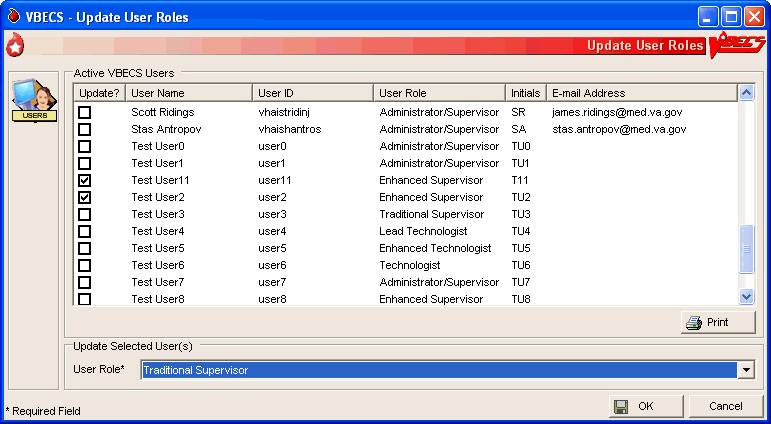 VBECS - Update User Roles
Update User Roles VBECS
USERS
Active VBECS Users
Update? User Name User ID User Role Initials E-mail Address
Scott Ridings vhaistridinj Administrator/Supervisor SR james.ridings@med.va.gov
Stas Antropov vhaishantros Administrator/Supervisor SA stas.antropov@med.va.gov
Test User0 user0 Administrator/Supervisor TU0
Test User1 user1 Administrator/Supervisor TU1
Test User11 user11 Enhanced Supervisor T11
Test User2 user2 Enhanced Supervisor TU2
Test User3 user3 Traditional Supervisor TU3
Test User4 user4 Lead Technologist TU4
Test User5 user5 Enhanced Technologist TU5
Test User6 user6 Technologist TU6
Test User7 user7 Administrator/Supervisor TU7
Test User8 user8 Enhanced Supervisor TU8
Print
Update Selected User(s)
User Role* Traditional Supervisor
* Required Field
OK Cancel